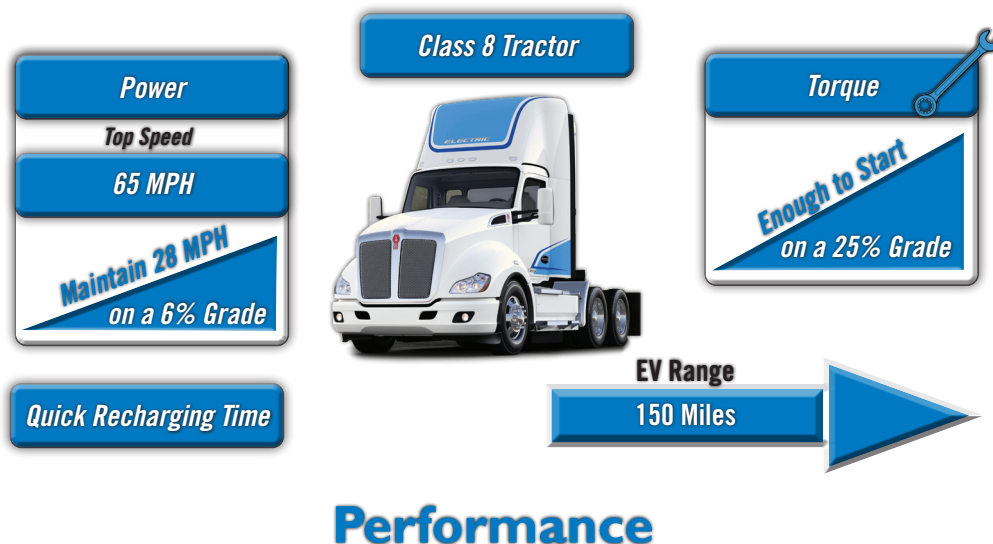 Class 8 Tractor
Power
Top Speed
65 MPH
Maintain 28 MPH
on a 6% Grade
Quick Recharging Time
ELECTRIC
Torque
Enough to Start
on a 25% Grade
EV Range
150 Miles
Performance